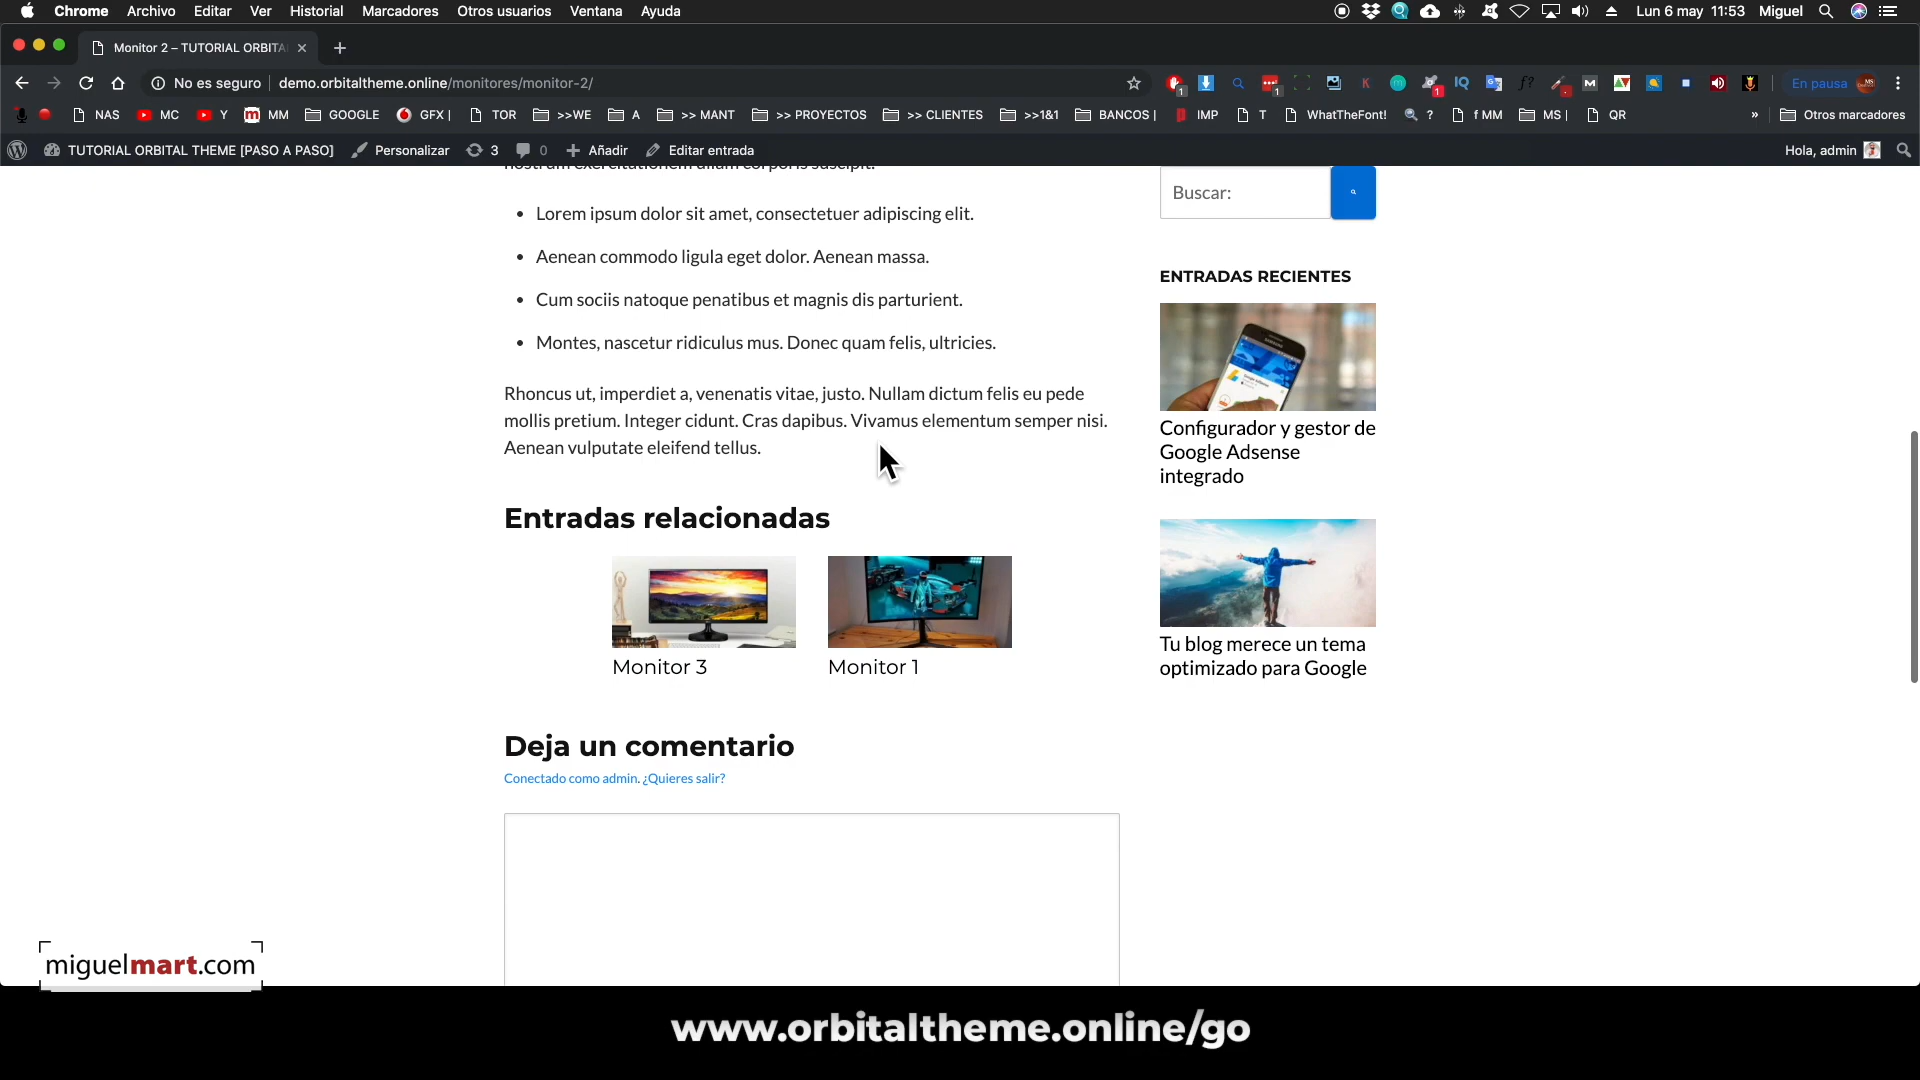 Chrome Archivo Editar Ver Historial Marcadores Otros usuarios Ventana Ayuda Lun 6 may 11:53 Miguel
Monitor 2 – TUTORIAL ORBITA
No es seguro demo.orbitaltheme.online/monitores/monitor-2/ En pausa
NAS MC Y MM GOOGLE GFX | TOR >>WE A >> MANT >> PROYECTOS >> CLIENTES >>1&1 BANCOS | IMP T WhatTheFont! ? f MM MS | QR » Otros marcadores
TUTORIAL ORBITAL THEME [PASO A PASO] Personalizar 3 0 Añadir Editar entrada Hola, admin
nostrum exercitationem ullam corporis suscipit.
Buscar:
• Lorem ipsum dolor sit amet, consectetuer adipiscing elit.
• Aenean commodo ligula eget dolor. Aenean massa.
• Cum sociis natoque penatibus et magnis dis parturient.
• Montes, nascetur ridiculus mus. Donec quam felis, ultricies.
Rhoncus ut, imperdiet a, venenatis vitae, justo. Nullam dictum felis eu pede
mollis pretium. Integer cidunt. Cras dapibus. Vivamus elementum semper nisi.
Aenean vulputate eleifend tellus.
Entradas relacionadas
Monitor 3
Monitor 1
Deja un comentario
Conectado como admin. ¿Quieres salir?
ENTRADAS RECIENTES
Configurador y gestor de
Google Adsense
integrado
Tu blog merece un tema
optimizado para Google
miguelmart.com
www.orbitaltheme.online/go